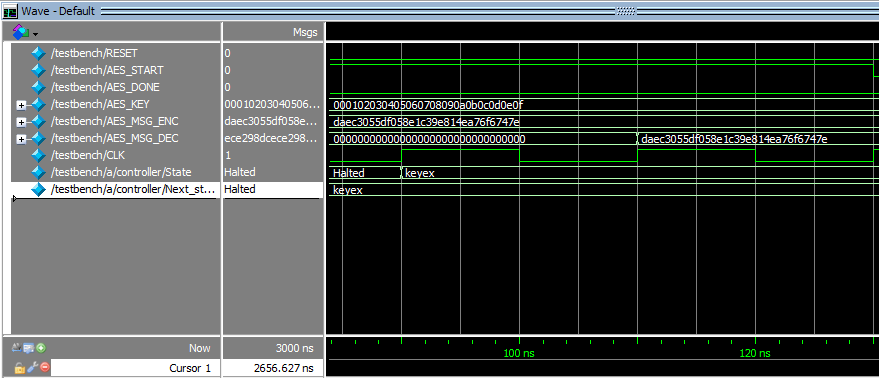 Wave - Default
Msgs
/testbench/RESET 0
/testbench/AES_START 0
/testbench/AES_DONE 0
/testbench/AES_KEY 00010203040506... 000102030405060708090a0b0c0d0e0f
/testbench/AES_MSG_ENC daec3055df058e... daec3055df058e1c39e814ea76f6747e
/testbench/AES_MSG_DEC ece298dcece298... 00000000000000000000000000000000 daec3055df058e1c39e814ea76f6747e
/testbench/CLK 1
/testbench/a/controller/State Halted Halted keyex
/testbench/a/controller/Next_st... Halted keyex
Now 3000 ns 100 ns 120 ns
Cursor 1 2656.627 ns